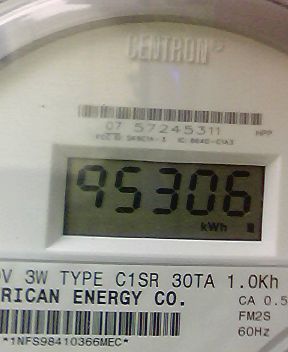 CENTRON
07 57245311
HPP
95306
kWh
V 3W TYPE C1SR 30TA 1.0Kh
RICAN ENERGY CO.
CA 0.5
FM2S
60Hz
*1NFS98410366MEC*